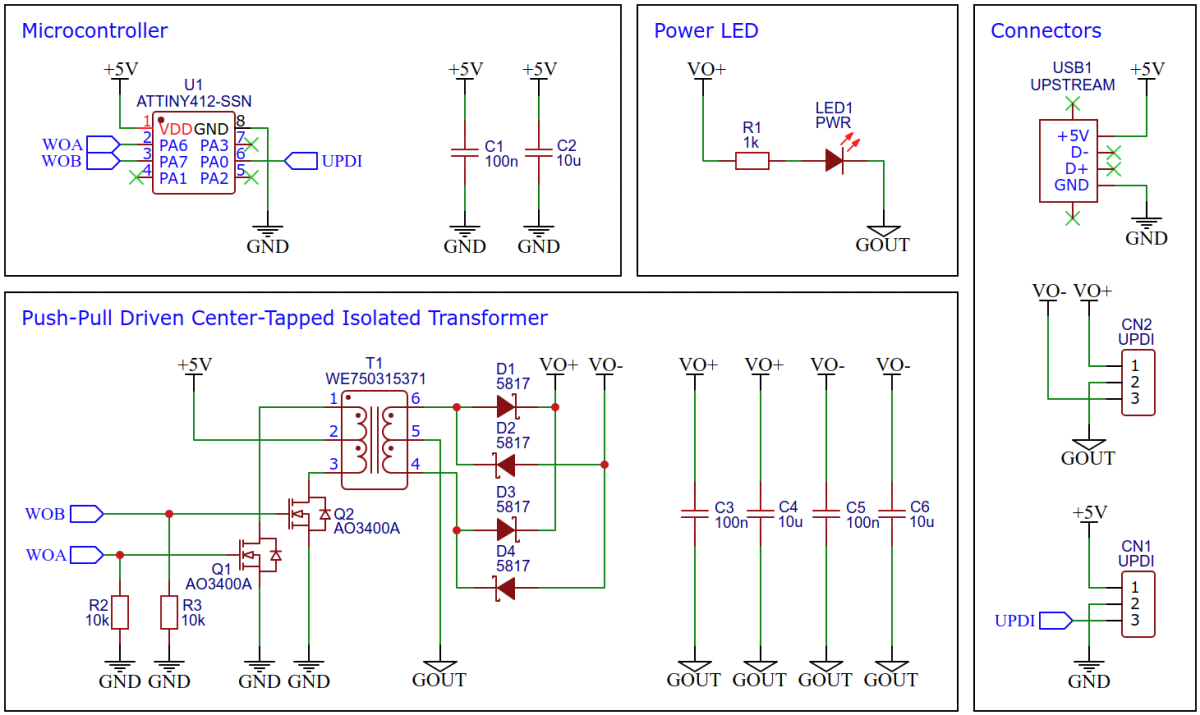 Microcontroller
+5V
U1
ATTINY412-SSN
1 VDD GND 8
WOA 2 PA6 PA3 7
WOB 3 PA7 PA0 6 UPDI
4 PA1 PA2 5
GND
+5V
C1
100n
GND
+5V
C2
10u
GND
Power LED
VO+
R1
1k
LED1
PWR
GOUT
Connectors
USB1
UPSTREAM
+5V
+5V
D-
D+
GND
GND
VO- VO+
CN2
UPDI
1
2
3
GOUT
+5V
CN1
UPDI
1
2
UPDI 3
GND
Push-Pull Driven Center-Tapped Isolated Transformer
+5V
T1
WE750315371
1 6
2 5
3 4
D1
5817
VO+ VO-
D2
5817
D3
5817
D4
5817
WOB
Q2
AO3400A
WOA
Q1
AO3400A
R2
10k
R3
10k
GND GND GND GND GOUT
VO+ VO+ VO- VO-
C3
100n
C4
10u
C5
100n
C6
10u
GOUT GOUT GOUT GOUT